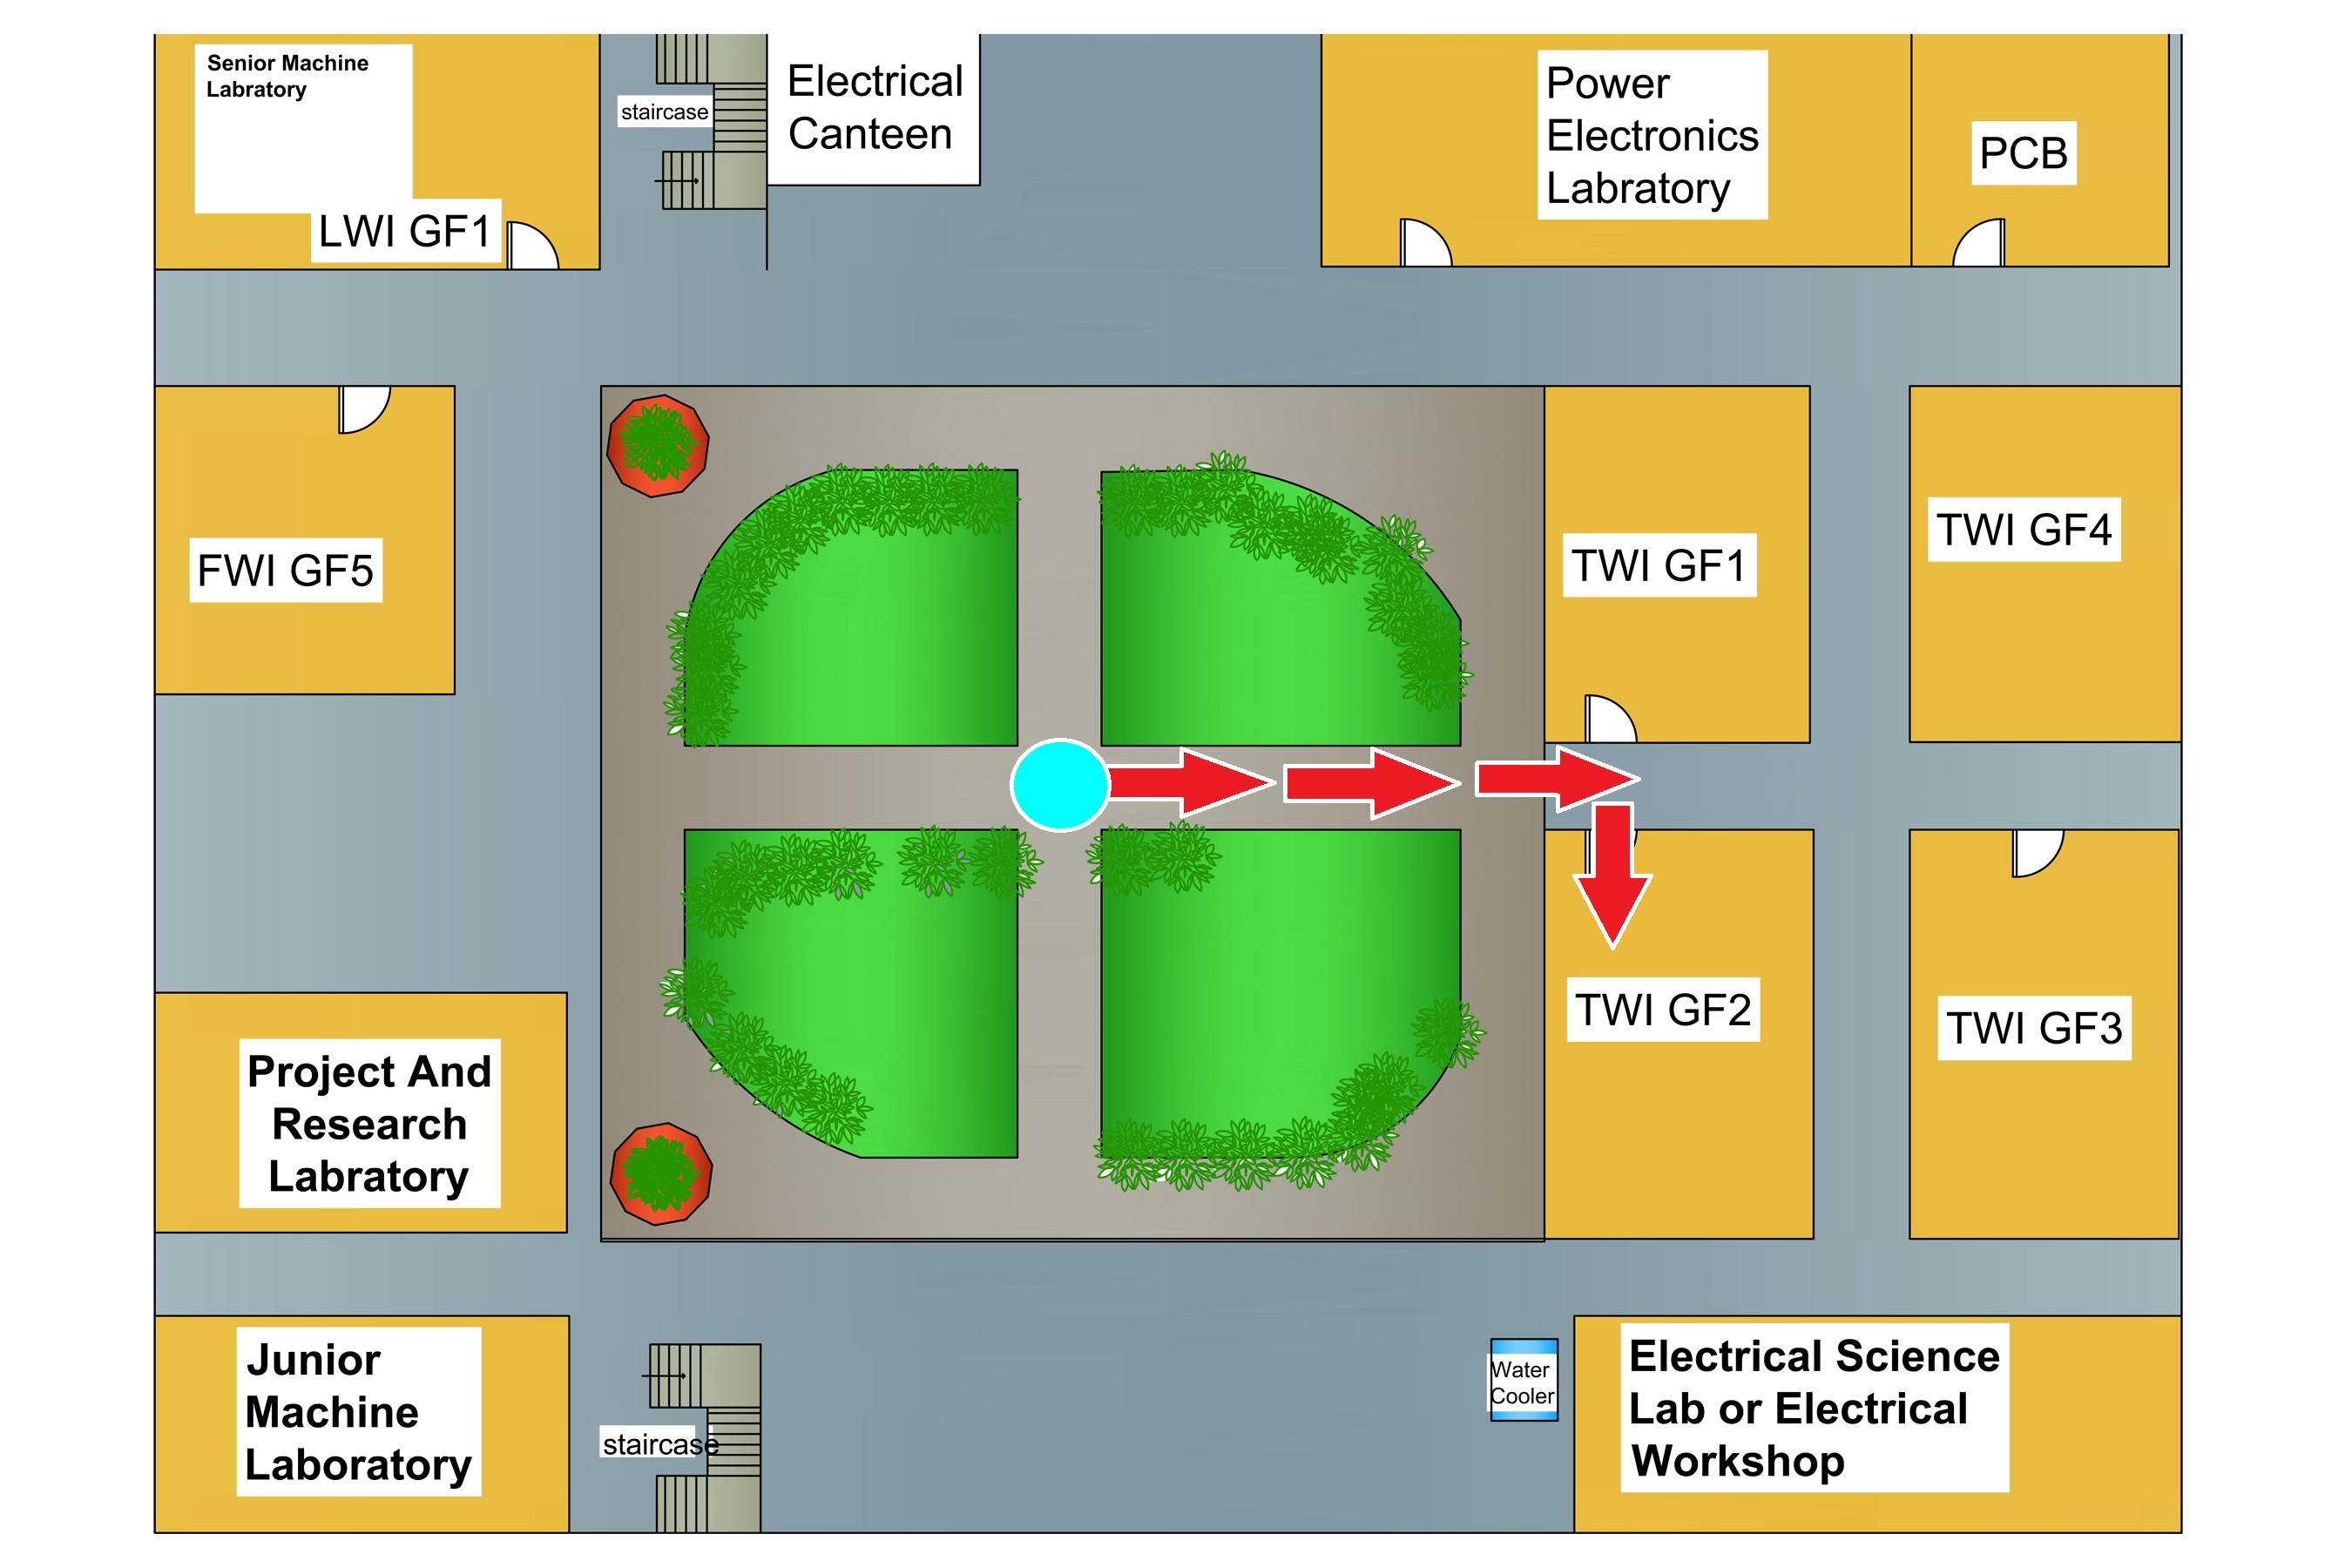 Senior Machine
Labratory
LWI GF1
staircase
Electrical
Canteen
Power
Electronics
Labratory
PCB
FWI GF5
TWI GF1
TWI GF4
TWI GF2
TWI GF3
Project And
Research
Labratory
Junior
Machine
Laboratory
staircase
Water
Cooler
Electrical Science
Lab or Electrical
Workshop